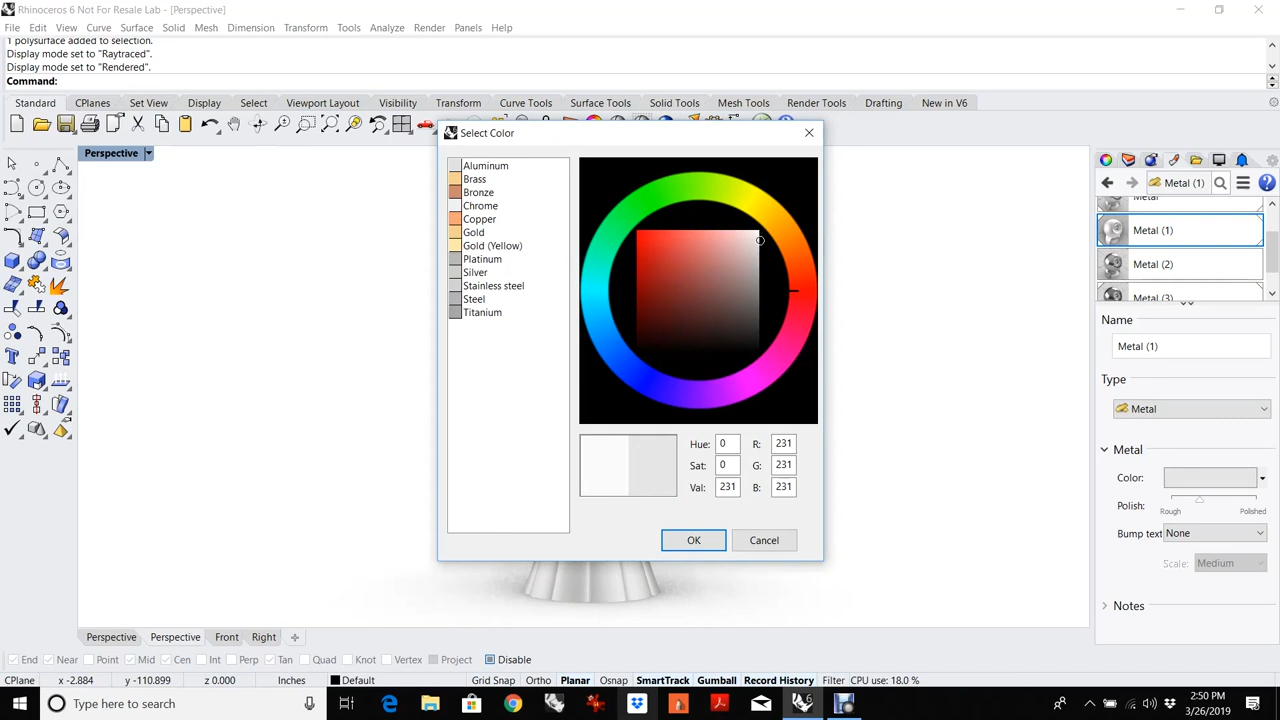 Rhinoceros 6 Not For Resale Lab - [Perspective]
File Edit View Curve Surface Solid Mesh Dimension Transform Tools Analyze Render Panels Help
1 polysurface added to selection.
Display mode set to "Raytraced".
Display mode set to "Rendered".
Command:
Standard CPlanes Set View Display Select Viewport Layout Visibility Transform Curve Tools Surface Tools Solid Tools Mesh Tools Render Tools Drafting New in V6
Perspective
Select Color
Aluminum
Brass
Bronze
Chrome
Copper
Gold
Gold (Yellow)
Platinum
Silver
Stainless steel
Steel
Titanium
Hue: 0 R: 231
Sat: 0 G: 231
Val: 231 B: 231
OK Cancel
Metal (1)
Metal
Metal (1)
Metal (2)
Metal (3)
Name
Metal (1)
Type
Metal
Metal
Color:
Polish:
Rough Polished
Bump text None
Scale: Medium
Notes
Perspective Perspective Front Right
End Near Point Mid Cen Int Perp Tan Quad Knot Vertex Project Disable
CPlane x -2.884 y -110.899 z 0.000 Inches Default Grid Snap Ortho Planar Osnap SmartTrack Gumball Record History Filter CPU use: 18.0 %
Type here to search
2:50 PM
3/26/2019